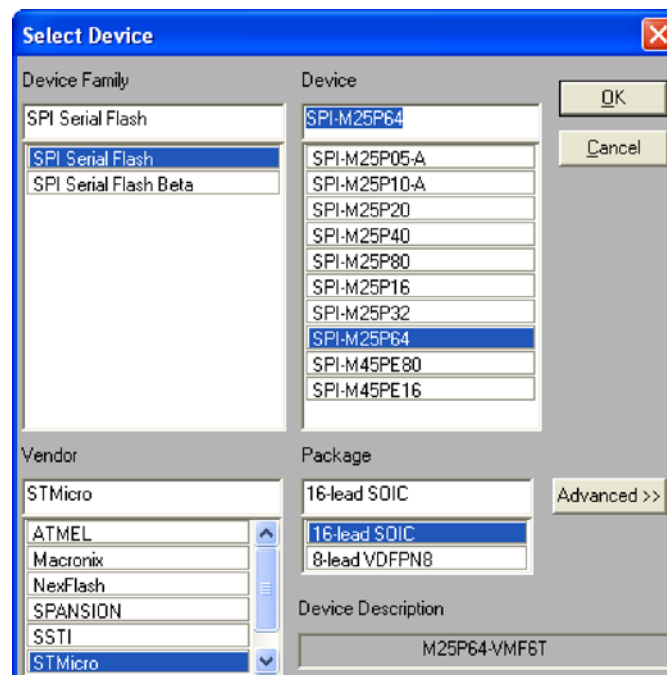 Select Device
Device Family
SPI Serial Flash
SPI Serial Flash
SPI Serial Flash Beta
Device
SPI-M25P64
SPI-M25P05-A
SPI-M25P10-A
SPI-M25P20
SPI-M25P40
SPI-M25P80
SPI-M25P16
SPI-M25P32
SPI-M25P64
SPI-M45PE80
SPI-M45PE16
OK
Cancel
Vendor
STMicro
ATMEL
Macronix
NexFlash
SPANSION
SSTI
STMicro
Package
16-lead SOIC
16-lead SOIC
8-lead VDFPN8
Advanced >>
Device Description
M25P64-VMF6T